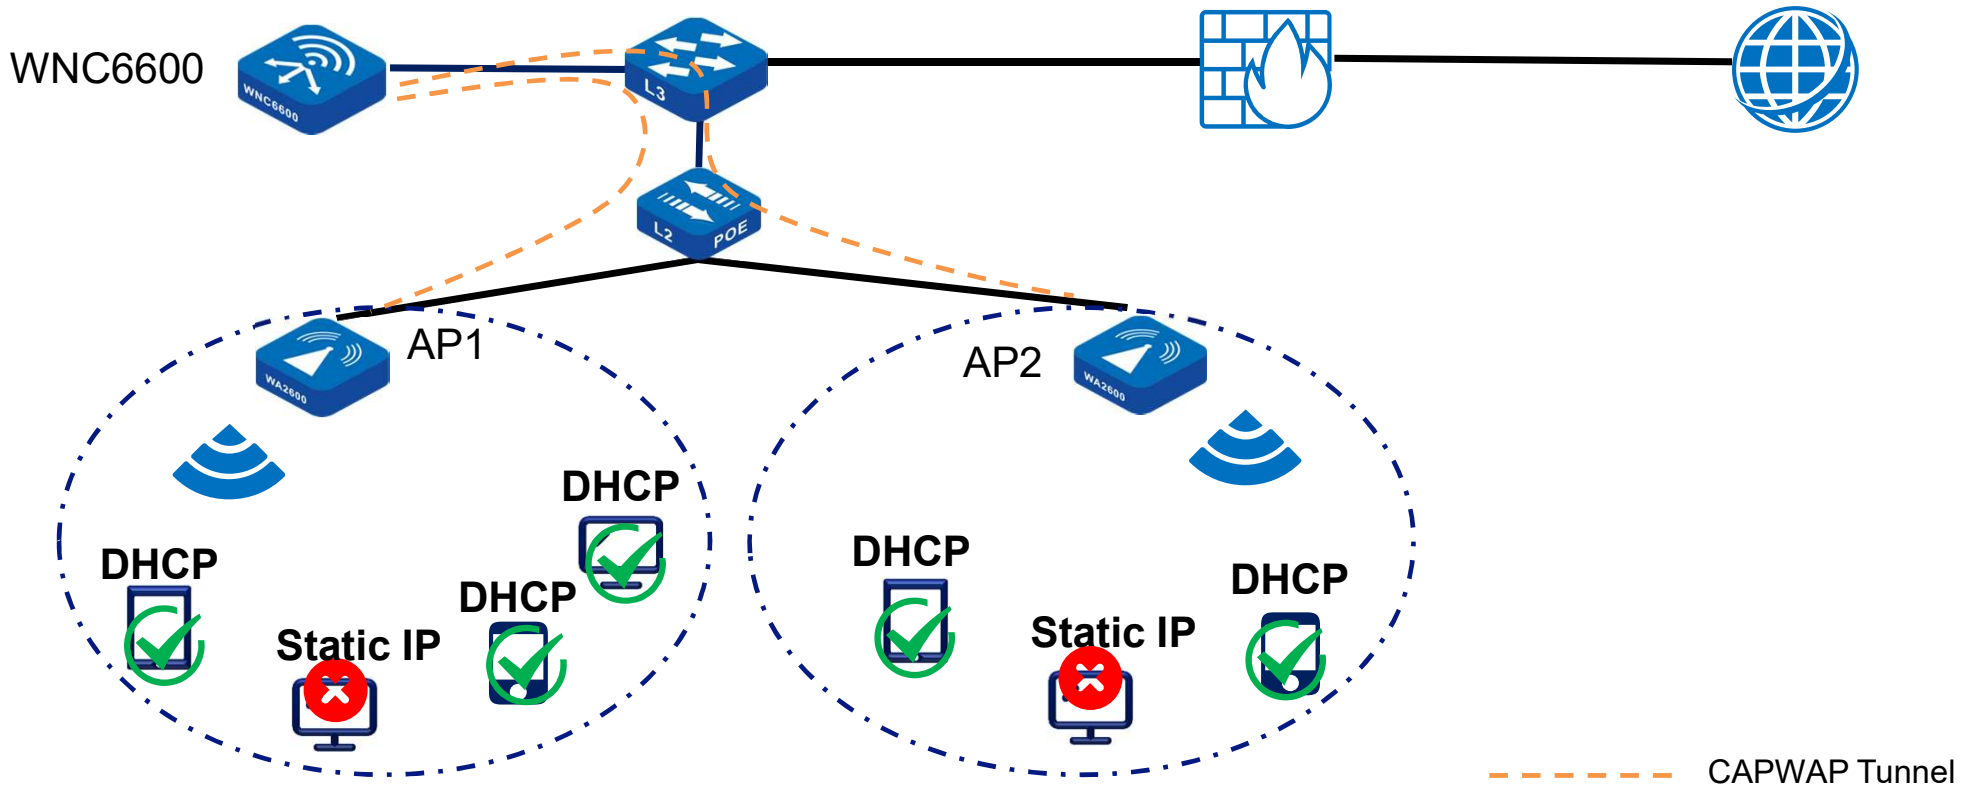 WNC6600
WNC6600
L3
L2
POE
AP1
WA2600
AP2
WA2600
DHCP
DHCP
DHCP
Static IP
DHCP
DHCP
Static IP
CAPWAP Tunnel